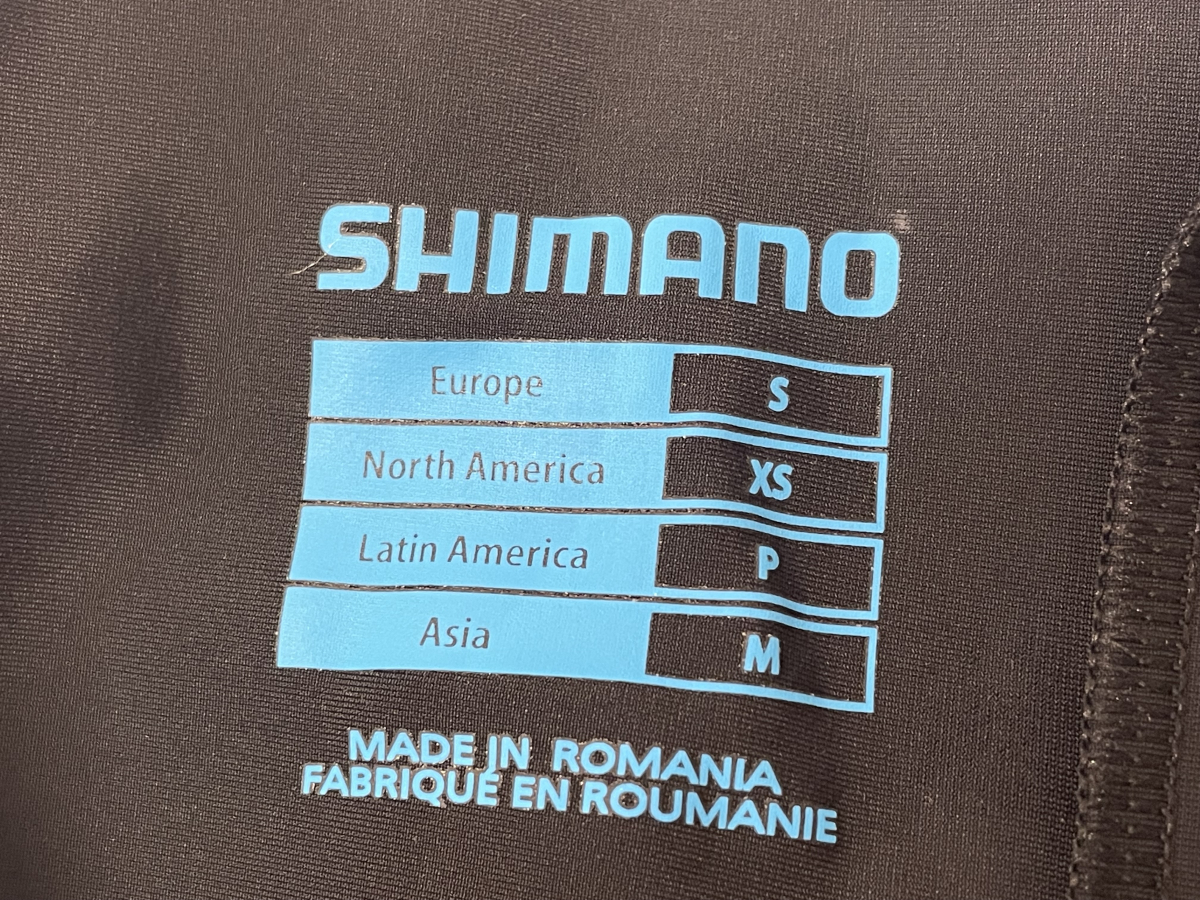 SHIMANO
Europe S
North America XS
Latin America P
Asia M
MADE IN ROMANIA
FABRIQUÉ EN ROUMANIE